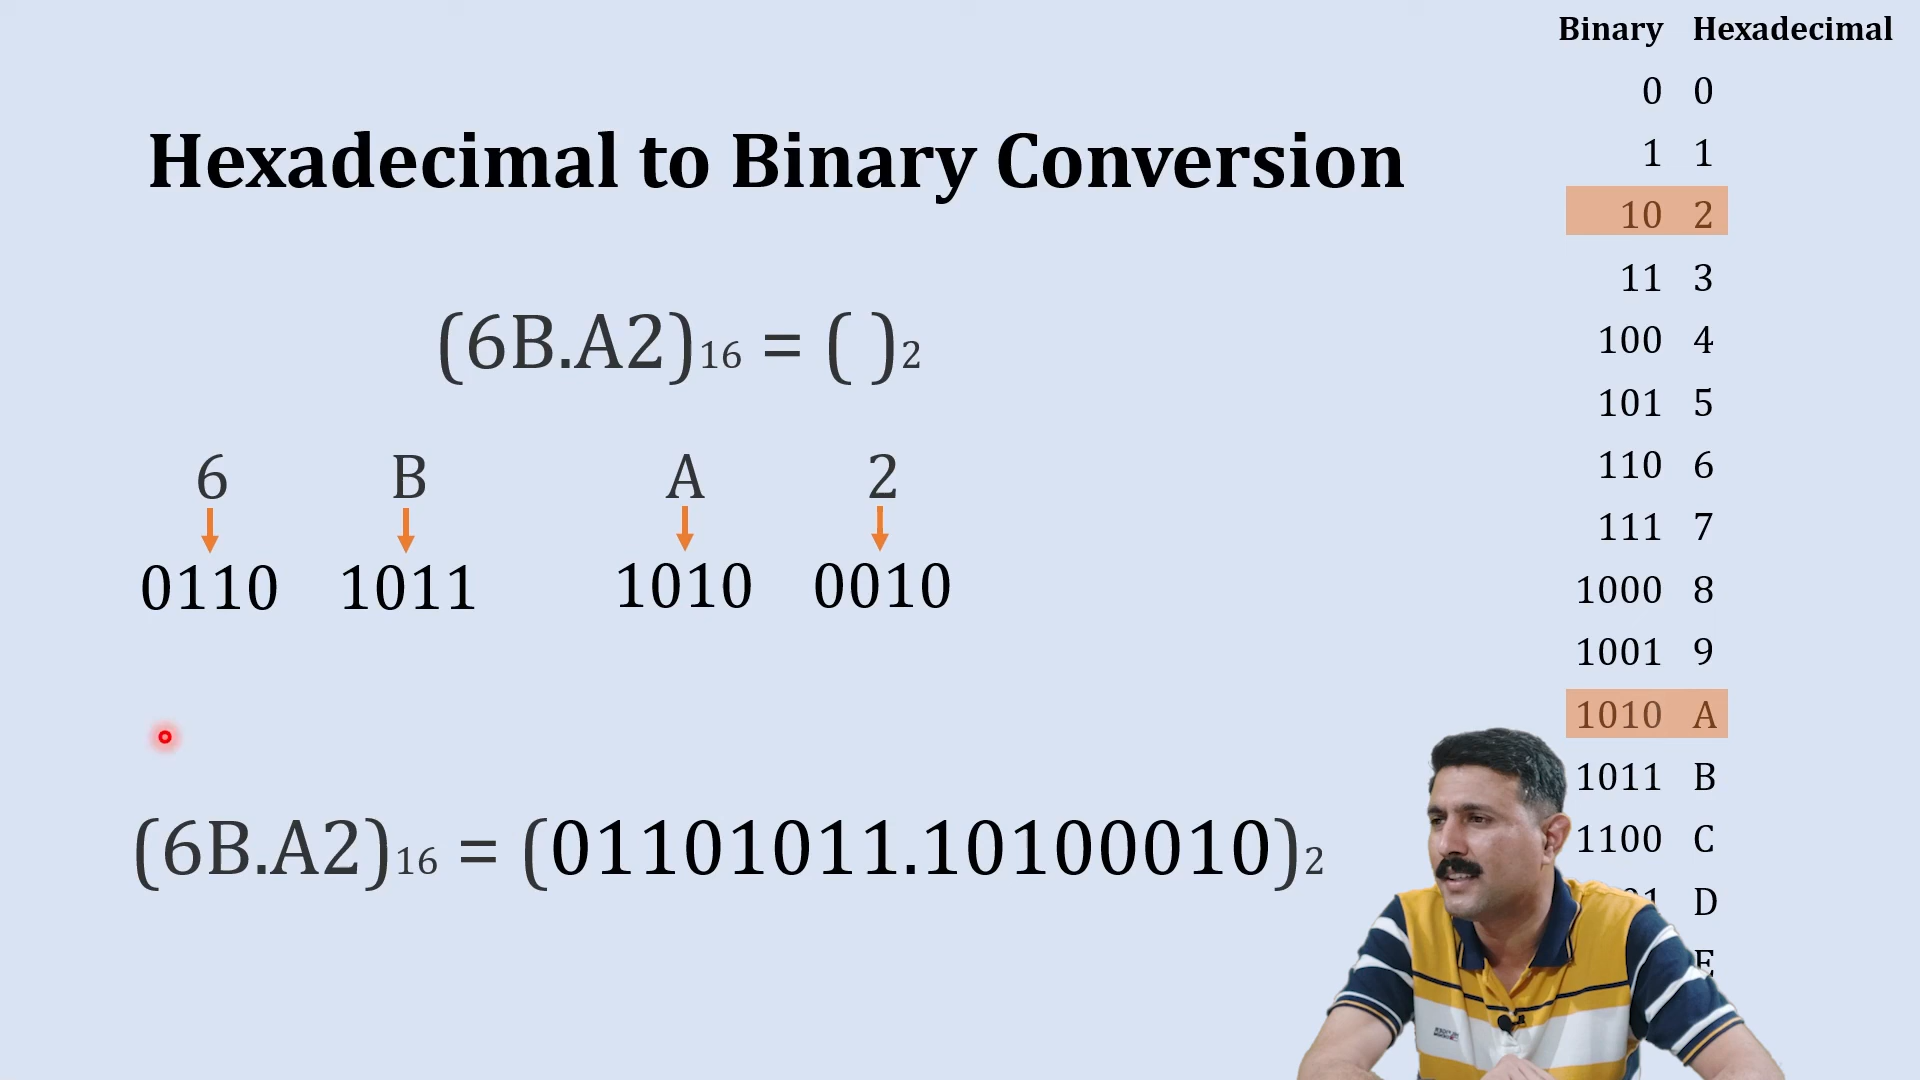 Binary Hexadecimal
0 0
1 1
10 2
11 3
100 4
101 5
110 6
111 7
1000 8
1001 9
1010 A
1011 B
1100 C
D
E
Hexadecimal to Binary Conversion
(6B.A2)16 = ( )2
6 B A 2
0110 1011 1010 0010
(6B.A2)16 = (01101011.10100010)2